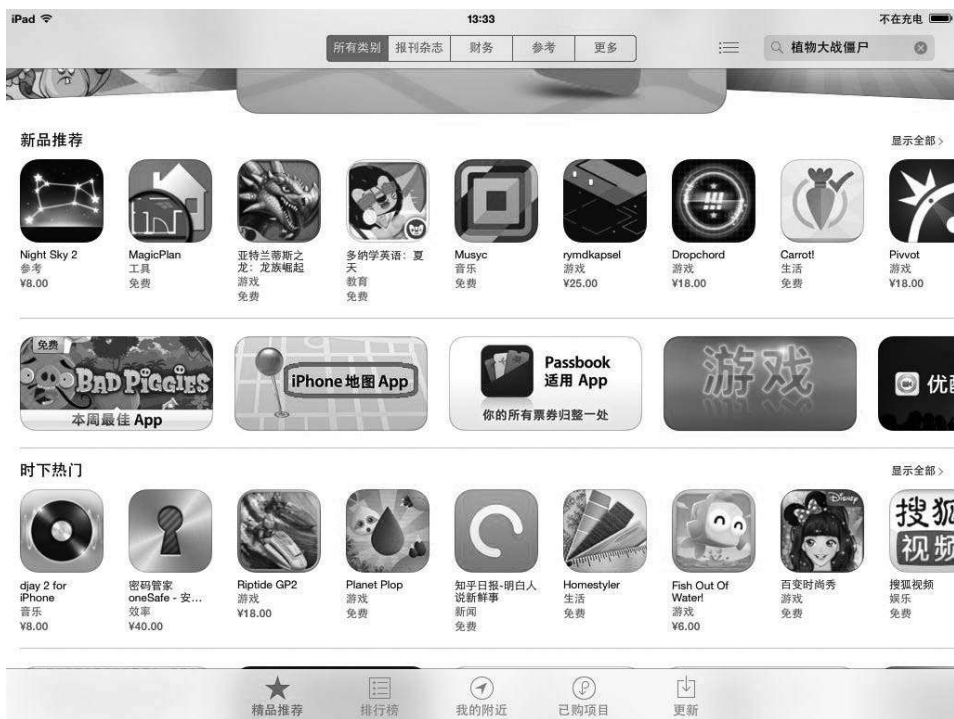 iPad
13:33
不在充电
所有类别 报刊杂志 财务 参考 更多
植物大战僵尸
新品推荐
显示全部 >
Night Sky 2
参考
¥8.00
MagicPlan
工具
免费
亚特兰蒂斯之
龙：龙族崛起
游戏
免费
多纳学英语：夏
天
教育
免费
Musyc
音乐
免费
rymdkapsel
游戏
¥25.00
Dropchord
游戏
¥18.00
Carrot!
生活
免费
Pivvot
游戏
¥18.00
免费
BAD PIGGIES
本周最佳 App
iPhone 地图 App
Passbook
适用 App
你的所有票券归整一处
游戏
优酷
时下热门
显示全部 >
Disney
搜狐
视频
djay 2 for
iPhone
音乐
¥8.00
密码管家
oneSafe - 安...
效率
¥40.00
Riptide GP2
游戏
¥18.00
Planet Plop
游戏
免费
知乎日报-明白人
说新鲜事
新闻
免费
Homestyler
生活
免费
Fish Out Of
Water!
游戏
¥6.00
百变时尚秀
游戏
免费
搜狐视频
娱乐
免费
精品推荐
排行榜
我的附近
已购项目
更新